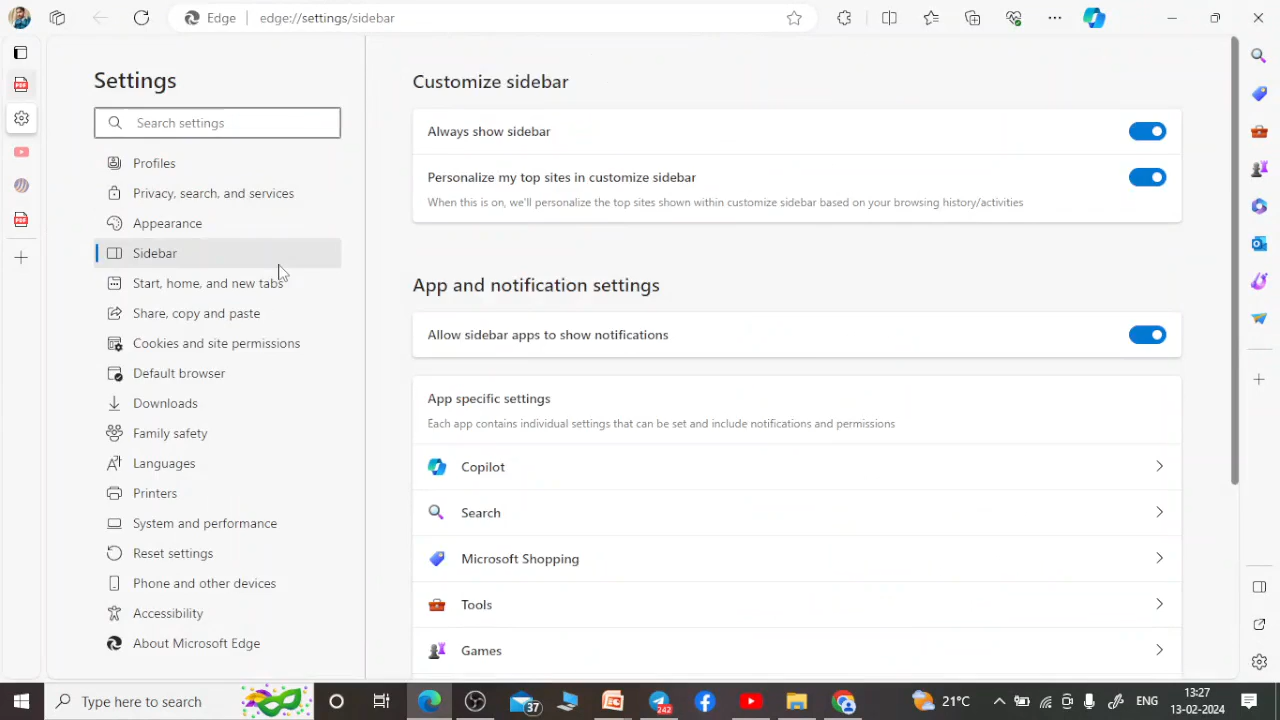 Edge
edge://settings/sidebar
Settings
Search settings
Profiles
Privacy, search, and services
Appearance
Sidebar
Start, home, and new tabs
Share, copy and paste
Cookies and site permissions
Default browser
Downloads
Family safety
Languages
Printers
System and performance
Reset settings
Phone and other devices
Accessibility
About Microsoft Edge
Customize sidebar
Always show sidebar
Personalize my top sites in customize sidebar
When this is on, we'll personalize the top sites shown within customize sidebar based on your browsing history/activities
App and notification settings
Allow sidebar apps to show notifications
App specific settings
Each app contains individual settings that can be set and include notifications and permissions
Copilot
Search
Microsoft Shopping
Tools
Games
PDF
PDF
Type here to search
37
242
21°C
ENG
13:27
13-02-2024